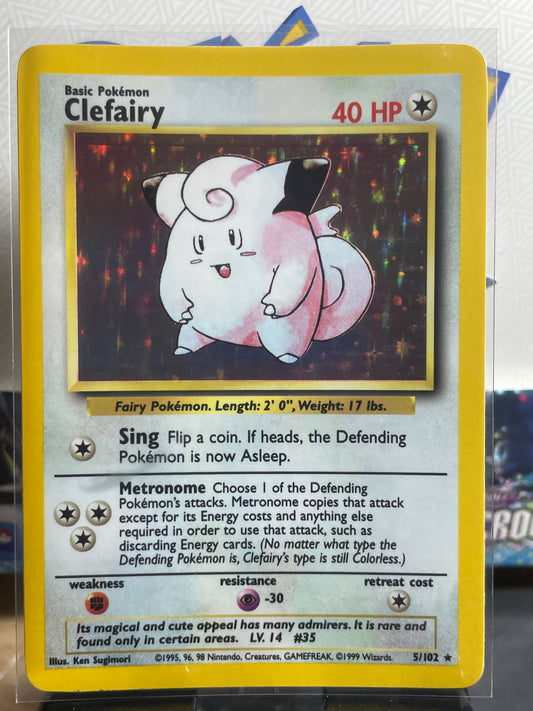 Basic Pokémon
Clefairy
40 HP
Fairy Pokémon. Length: 2' 0", Weight: 17 lbs.
Sing Flip a coin. If heads, the Defending
Pokémon is now Asleep.
Metronome Choose 1 of the Defending
Pokémon's attacks. Metronome copies that attack
except for its Energy costs and anything else
required in order to use that attack, such as
discarding Energy cards. (No matter what type the
Defending Pokémon is, Clefairy's type is still Colorless.)
weakness
resistance
retreat cost
-30
Its magical and cute appeal has many admirers. It is rare and
found only in certain areas. LV. 14 #35
Illus. Ken Sugimori
©1995, 96, 98 Nintendo, Creatures, GAMEFREAK. ©1999 Wizards.
5/102